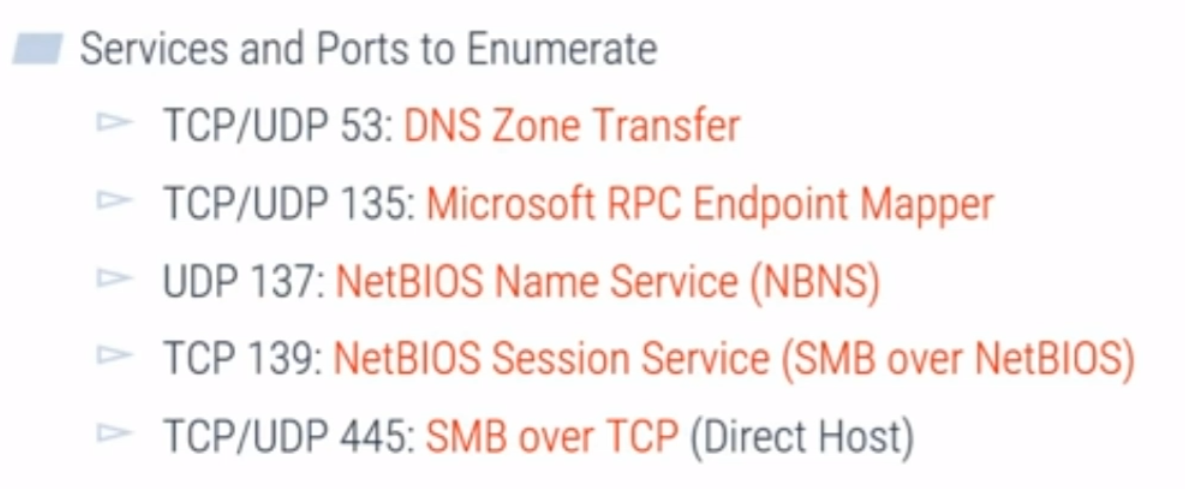 Services and Ports to Enumerate
TCP/UDP 53: DNS Zone Transfer
TCP/UDP 135: Microsoft RPC Endpoint Mapper
UDP 137: NetBIOS Name Service (NBNS)
TCP 139: NetBIOS Session Service (SMB over NetBIOS)
TCP/UDP 445: SMB over TCP (Direct Host)